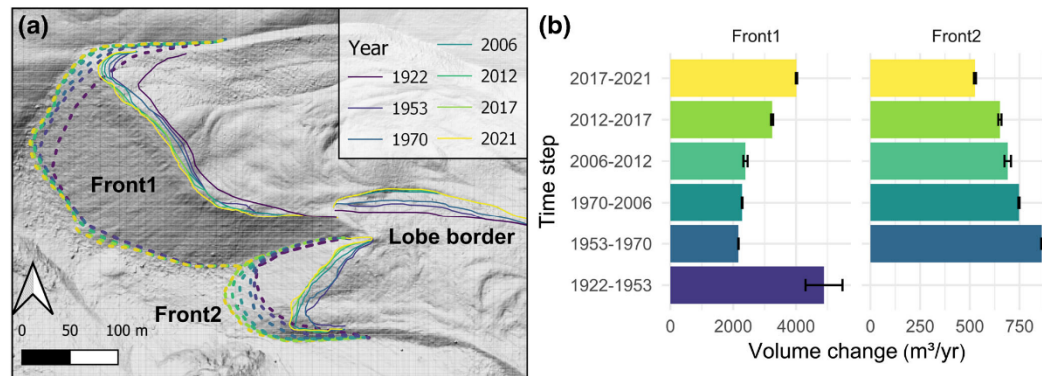 (a)
Year
1922
1953
1970
2006
2012
2017
2021
Front1
Lobe border
Front2
0 50 100 m
(b)
Front1 Front2
Time step
2017-2021
2012-2017
2006-2012
1970-2006
1953-1970
1922-1953
0 2000 4000 0 250 500 750
Volume change (m³/yr)